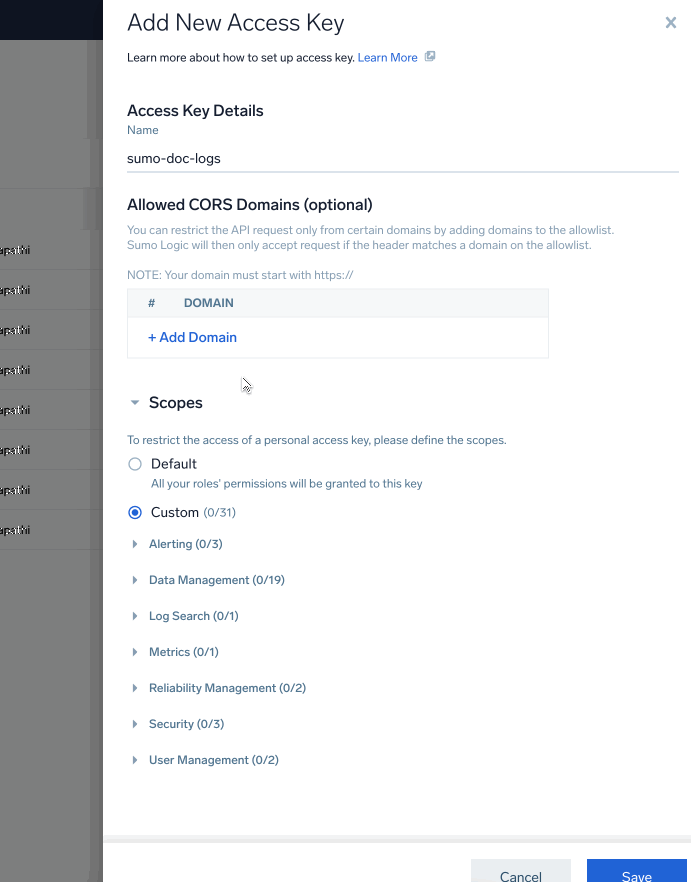 Add New Access Key
Learn more about how to set up access key. Learn More
Access Key Details
Name
sumo-doc-logs
Allowed CORS Domains (optional)
You can restrict the API request only from certain domains by adding domains to the allowlist.
Sumo Logic will then only accept request if the header matches a domain on the allowlist.
NOTE: Your domain must start with https://
# DOMAIN
+ Add Domain
Scopes
To restrict the access of a personal access key, please define the scopes.
Default
All your roles' permissions will be granted to this key
Custom (0/31)
Alerting (0/3)
Data Management (0/19)
Log Search (0/1)
Metrics (0/1)
Reliability Management (0/2)
Security (0/3)
User Management (0/2)
Cancel Save